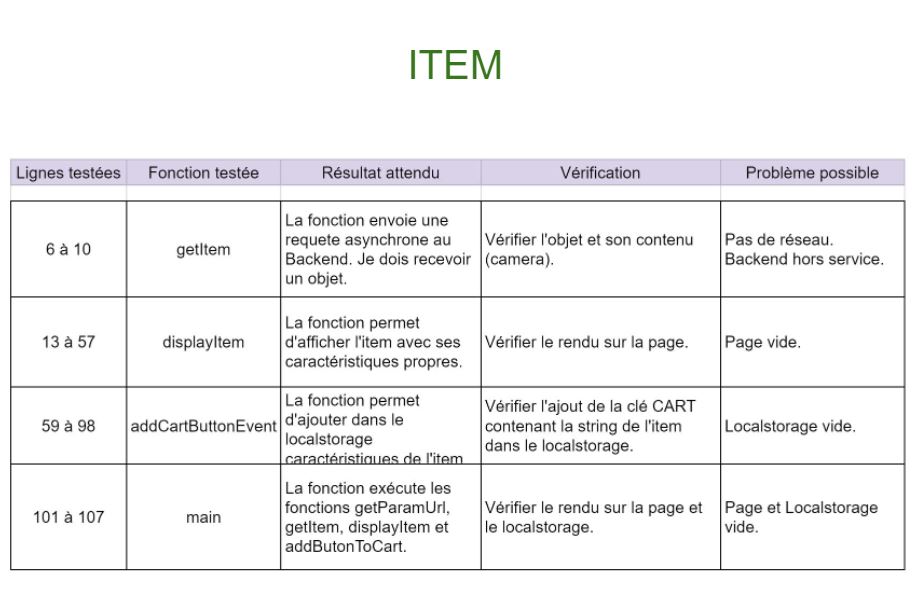 ITEM
Lignes testées Fonction testée Résultat attendu Vérification Problème possible
6 à 10
getItem
La fonction envoie une
requete asynchrone au
Backend. Je dois recevoir
un objet.
Vérifier l'objet et son contenu
(camera).
Pas de réseau.
Backend hors service.
13 à 57
displayItem
La fonction permet
d'afficher l'item avec ses
caractéristiques propres.
Vérifier le rendu sur la page.
Page vide.
59 à 98
addCartButtonEvent
La fonction permet
d'ajouter dans le
localstorage
caractéristiques de l'item
Vérifier l'ajout de la clé CART
contenant la string de l'item
dans le localstorage.
Localstorage vide.
101 à 107
main
La fonction exécute les
fonctions getParamUrl,
getItem, displayItem et
addButonToCart.
Vérifier le rendu sur la page et
le localstorage.
Page et Localstorage
vide.